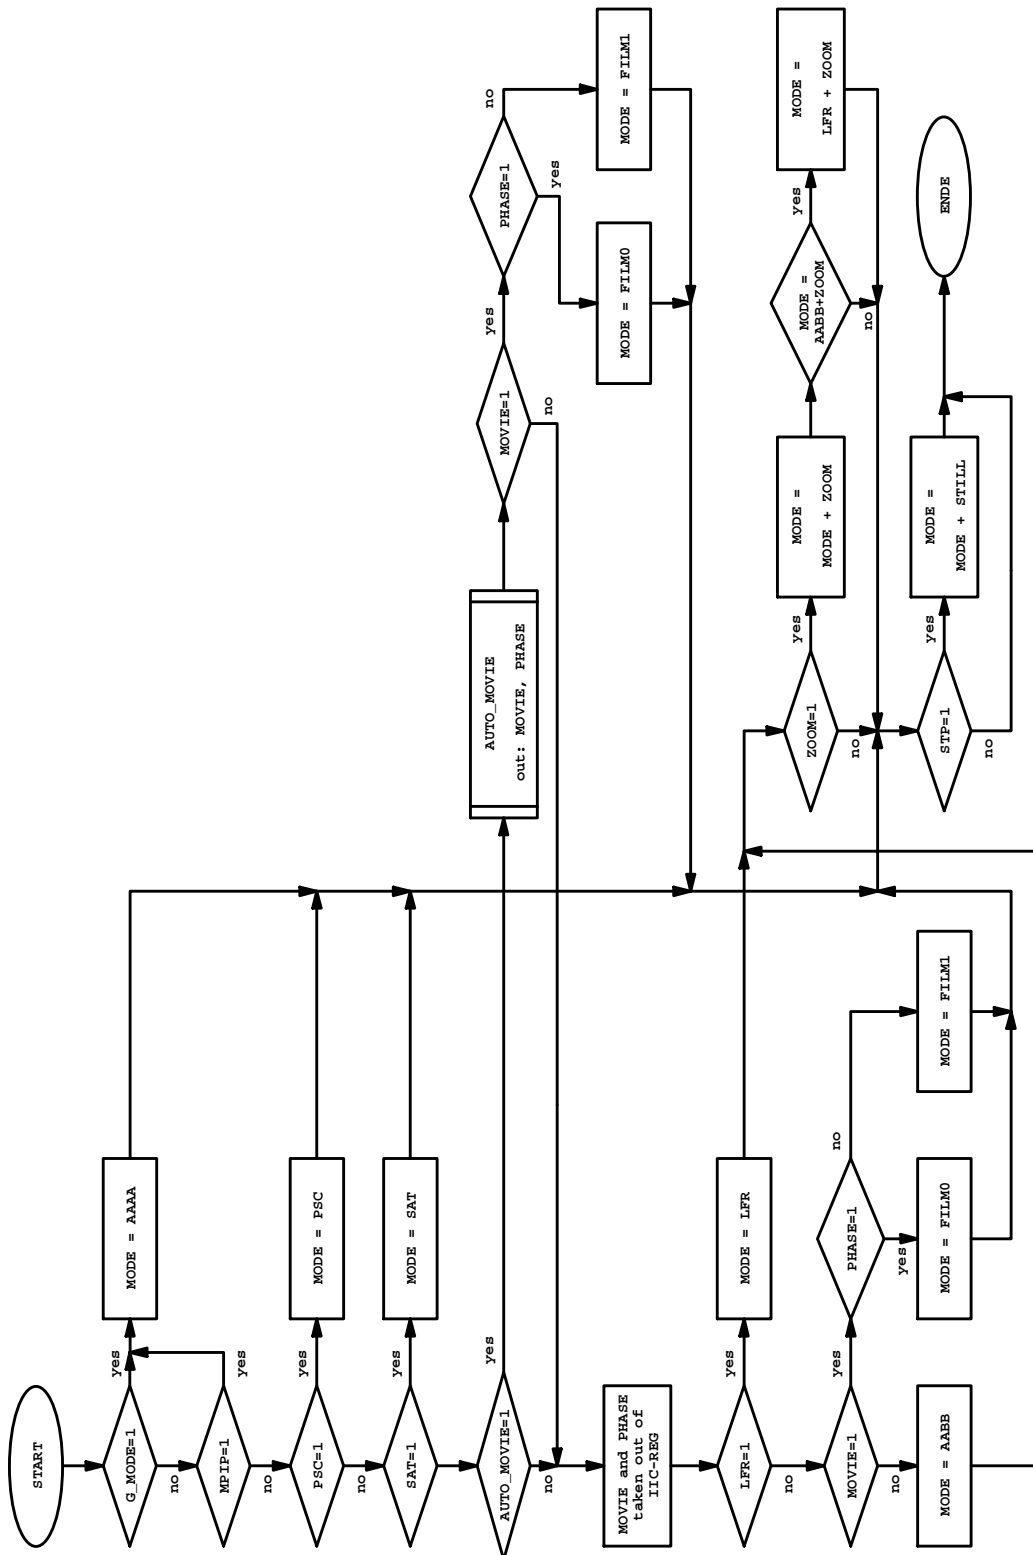 START
G_MODE=1
yes
no
MODE = AAAA
MPIP=1
yes
no
PSC=1
yes
no
MODE = PSC
SAT=1
yes
MODE = SAT
AUTO_MOVIE=1
yes
no
AUTO_MOVIE
out: MOVIE, PHASE
MOVIE=1
yes
no
PHASE=1
no
yes
MODE = FILM0
MODE = FILM1
MOVIE and PHASE
taken out of
IIC-REG
LFR=1
yes
no
MODE = LFR
MOVIE=1
yes
no
PHASE=1
no
yes
MODE = AABB
MODE = FILM0
MODE = FILM1
ZOOM=1
yes
no
MODE =
MODE + ZOOM
MODE =
AABB+ZOOM
yes
no
MODE =
LFR + ZOOM
STP=1
yes
no
MODE =
MODE + STILL
ENDE